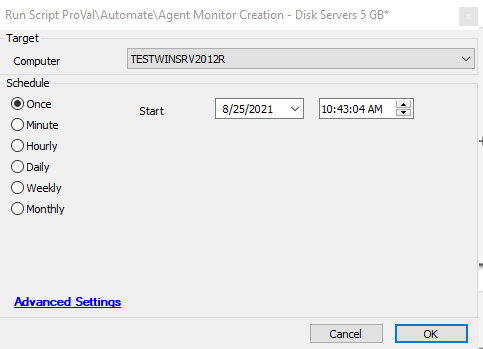 Run Script ProVal\Automate\Agent Monitor Creation - Disk Servers 5 GB*
Target
Computer TESTWINSRV2012R
Schedule
Once Start 8/25/2021 10:43:04 AM
Minute
Hourly
Daily
Weekly
Monthly
Advanced Settings
Cancel OK